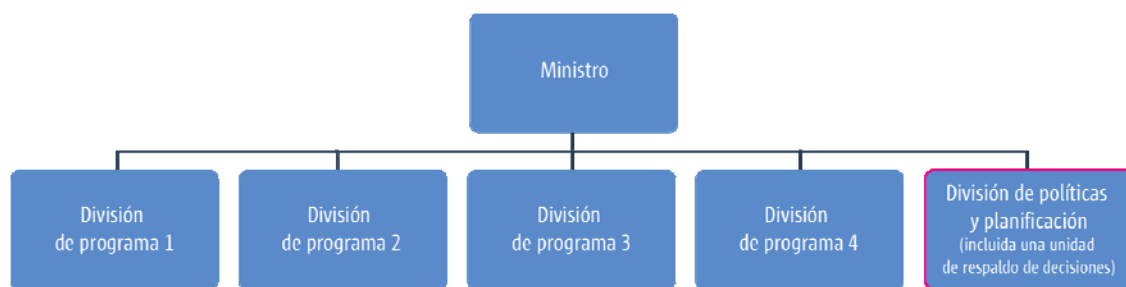 Ministro
División
de programa 1
División
de programa 2
División
de programa 3
División
de programa 4
División de políticas
y planificación
(incluida una unidad
de respaldo de decisiones)